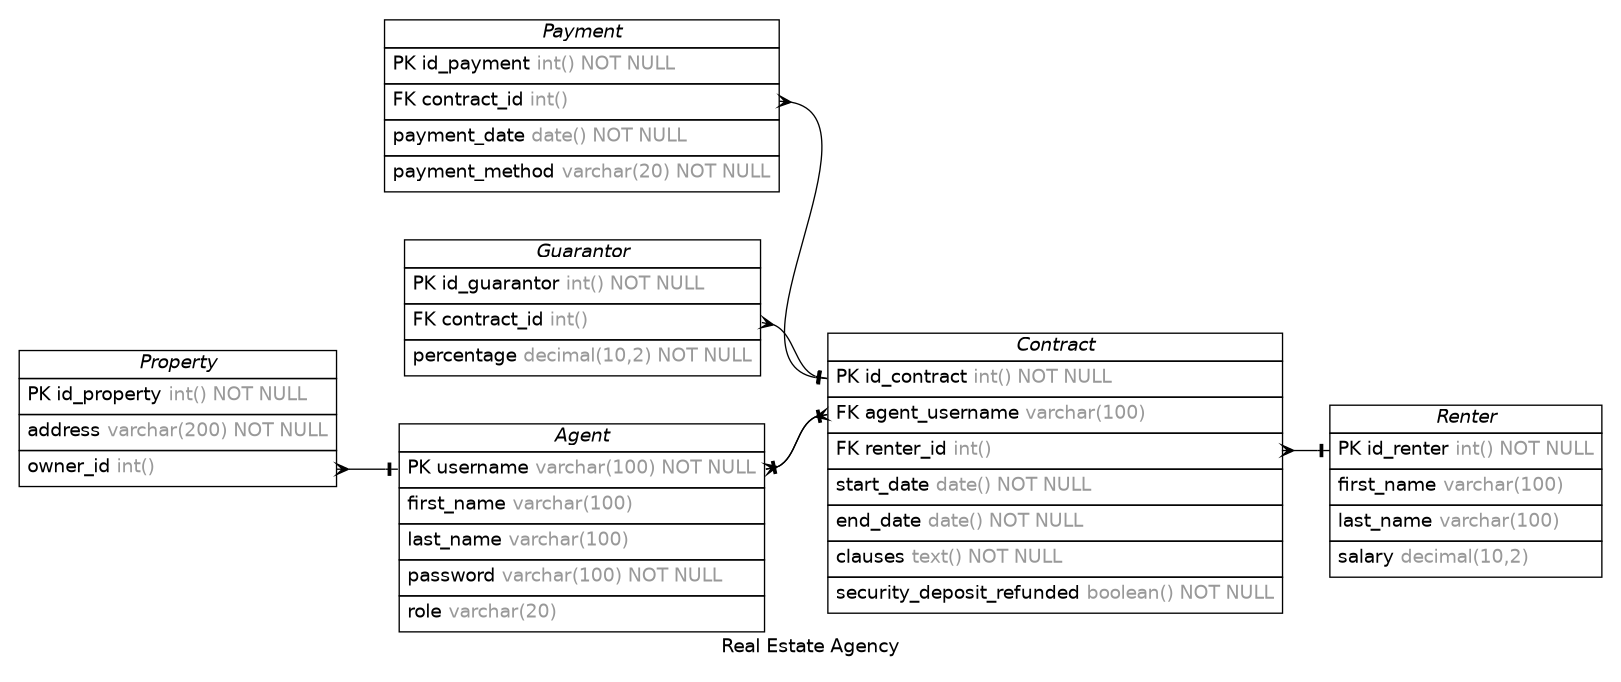 Payment
PK id_payment int() NOT NULL
FK contract_id int()
payment_date date() NOT NULL
payment_method varchar(20) NOT NULL
Guarantor
PK id_guarantor int() NOT NULL
FK contract_id int()
percentage decimal(10,2) NOT NULL
Property
PK id_property int() NOT NULL
address varchar(200) NOT NULL
owner_id int()
Agent
PK username varchar(100) NOT NULL
first_name varchar(100)
last_name varchar(100)
password varchar(100) NOT NULL
role varchar(20)
Contract
PK id_contract int() NOT NULL
FK agent_username varchar(100)
FK renter_id int()
start_date date() NOT NULL
end_date date() NOT NULL
clauses text() NOT NULL
security_deposit_refunded boolean() NOT NULL
Renter
PK id_renter int() NOT NULL
first_name varchar(100)
last_name varchar(100)
salary decimal(10,2)
Real Estate Agency